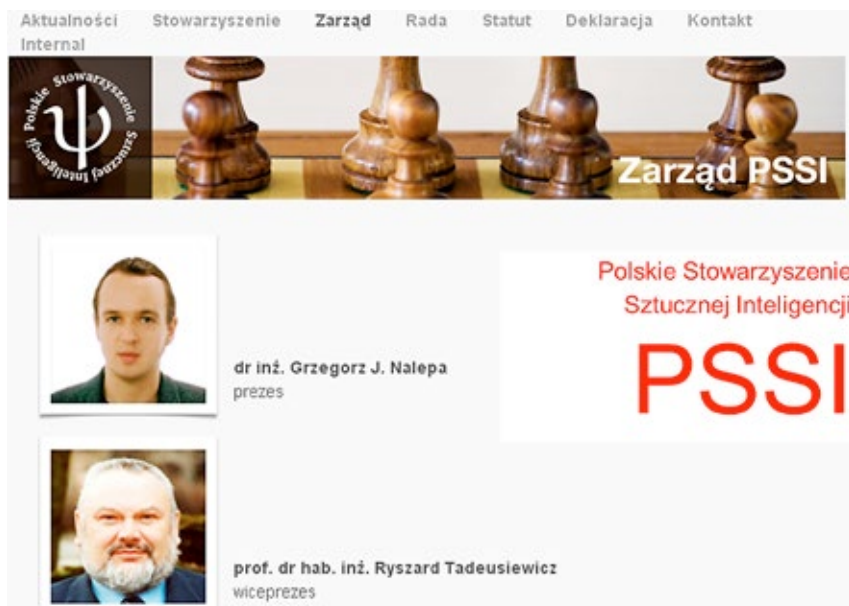 Aktualności Stowarzyszenie Zarząd Rada Statut Deklaracja Kontakt
Internal
Polskie Stowarzyszenie Sztucznej Inteligencji
Zarząd PSSI
Polskie Stowarzyszenie
Sztucznej Inteligencji
PSSI
dr inż. Grzegorz J. Nalepa
prezes
prof. dr hab. inż. Ryszard Tadeusiewicz
wiceprezes